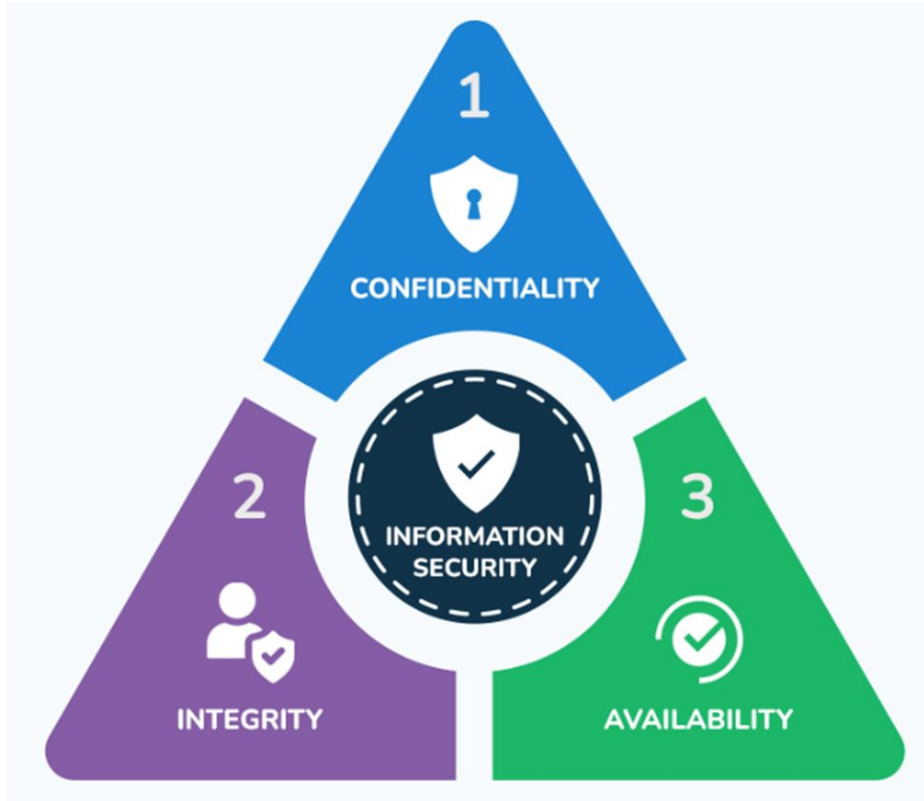 1
CONFIDENTIALITY
INFORMATION
SECURITY
2
INTEGRITY
3
AVAILABILITY